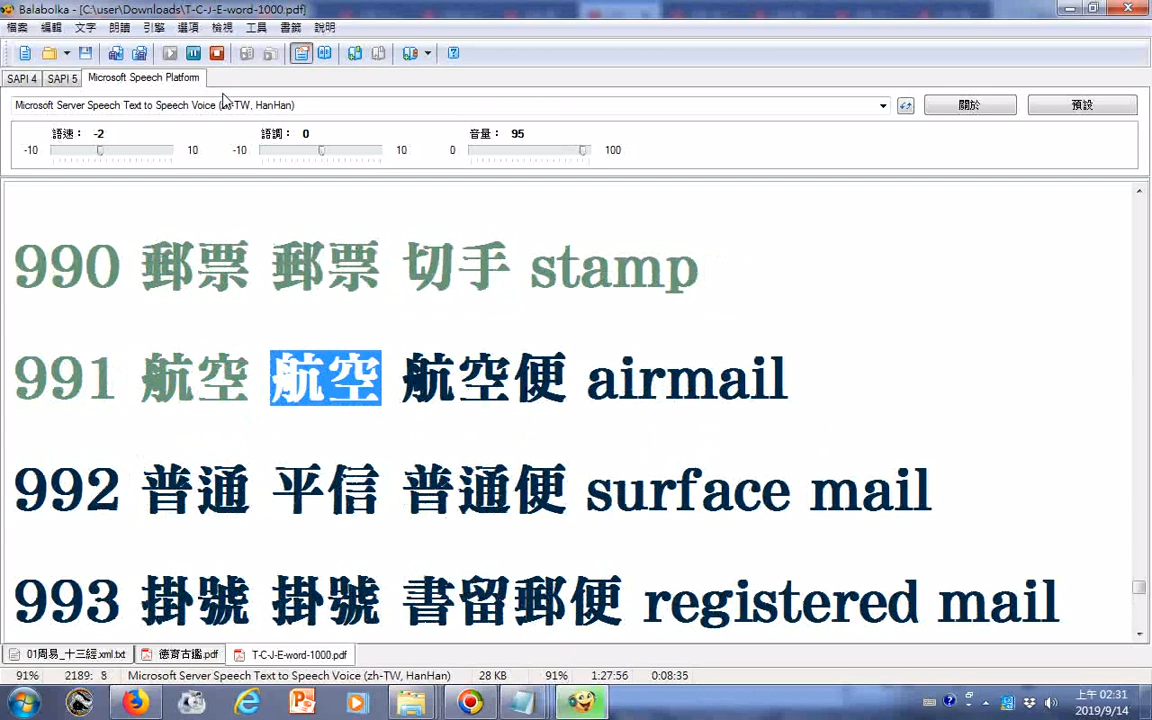 Balabolka - [C:\user\Downloads\T-C-J-E-word-1000.pdf]
檔案 編輯 文字 朗讀 引擎 選項 檢視 工具 書籤 說明
SAPI 4 SAPI 5 Microsoft Speech Platform
Microsoft Server Speech Text to Speech Voice (zh-TW, HanHan) 關於 預設
語速： -2 語調： 0 音量： 95
-10 10 -10 10 0 100
990 郵票 郵票 切手 stamp
991 航空 航空 航空便 airmail
992 普通 平信 普通便 surface mail
993 掛號 掛號 書留郵便 registered mail
01周易_十三經.xml.txt 德育古鑑.pdf T-C-J-E-word-1000.pdf
91% 2189: 8 Microsoft Server Speech Text to Speech Voice (zh-TW, HanHan) 28 KB 91% 1:27:56 0:08:35
上午 02:31
2019/9/14